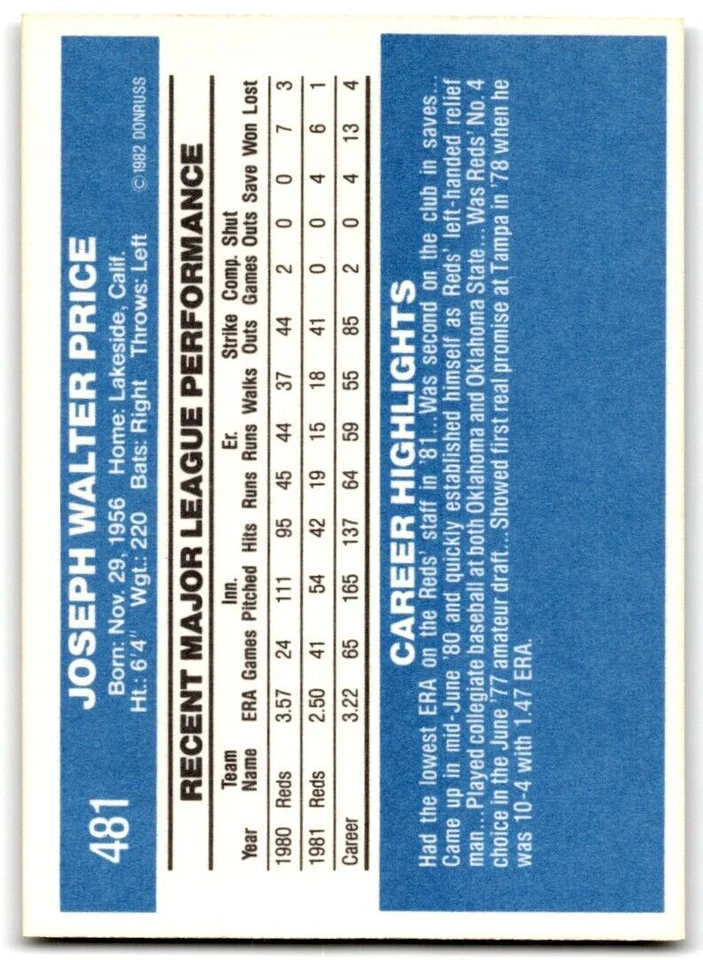 481
JOSEPH WALTER PRICE
Born: Nov. 29, 1956 Home: Lakeside, Calif.
Ht.: 6'4" Wgt.: 220 Bats: Right Throws: Left
©1982 DONRUSS
RECENT MAJOR LEAGUE PERFORMANCE
Team Inn. Er. Strike Comp. Shut
Year Name ERA Games Pitched Hits Runs Runs Walks Outs Games Outs Save Won Lost
1980 Reds 3.57 24 111 95 45 44 37 44 2 0 0 7 3
1981 Reds 2.50 41 54 42 19 15 18 41 0 0 4 6 1
Career 3.22 65 165 137 64 59 55 85 2 0 4 13 4
CAREER HIGHLIGHTS
Had the lowest ERA on the Reds' staff in '81...Was second on the club in saves...
Came up in mid-June '80 and quickly established himself as Reds' left-handed relief
man...Played collegiate baseball at both Oklahoma and Oklahoma State...Was Reds' No. 4
choice in the June '77 amateur draft...Showed first real promise at Tampa in '78 when he
was 10-4 with 1.47 ERA.